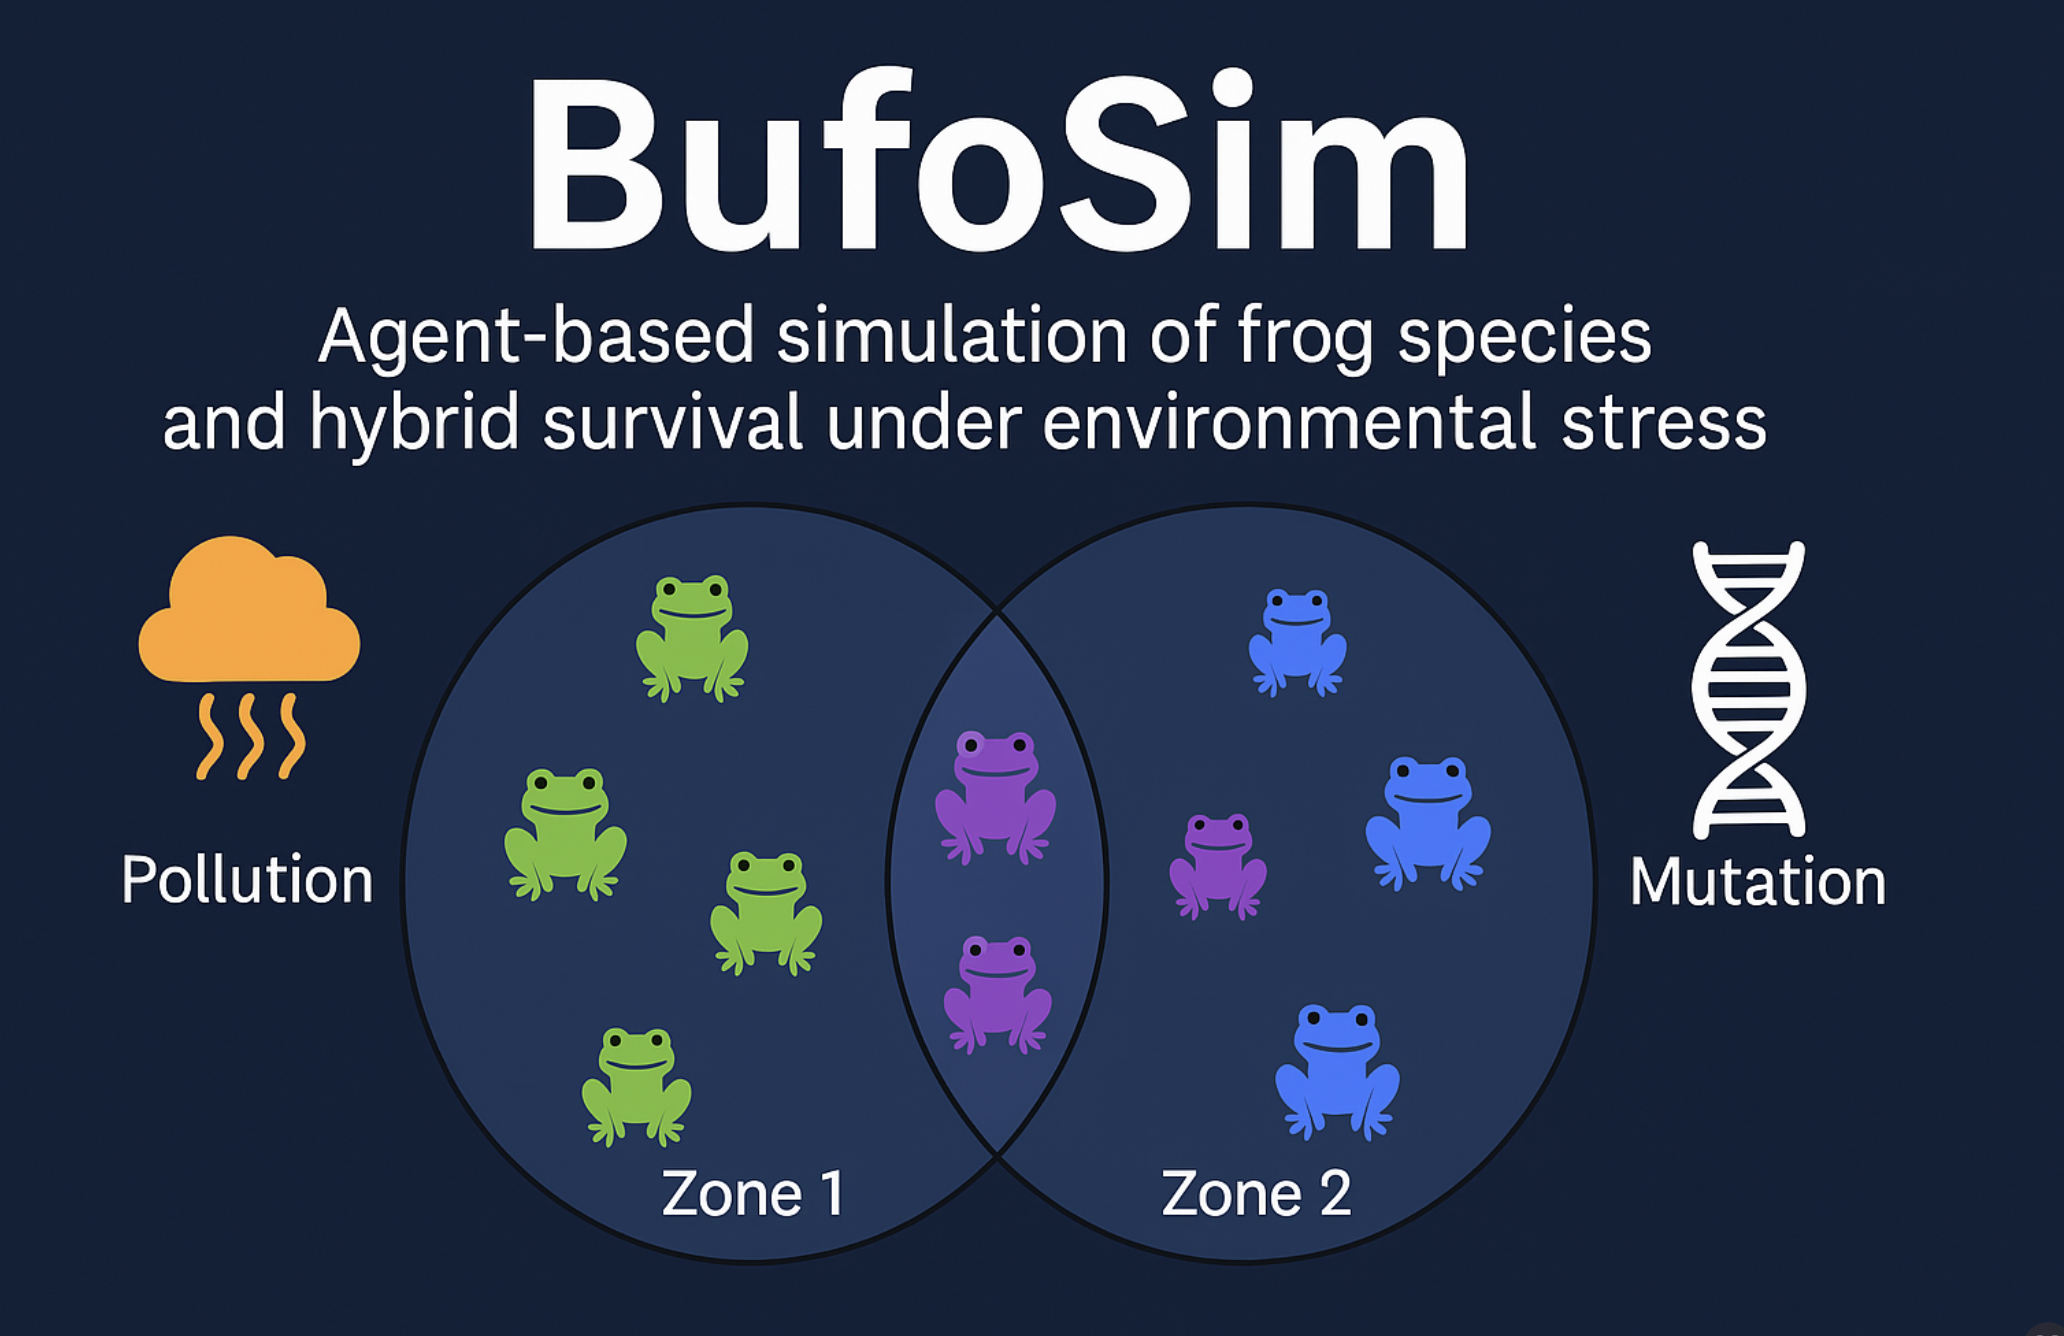 BufoSim
Agent-based simulation of frog species
and hybrid survival under environmental stress
Pollution
Mutation
Zone 1
Zone 2